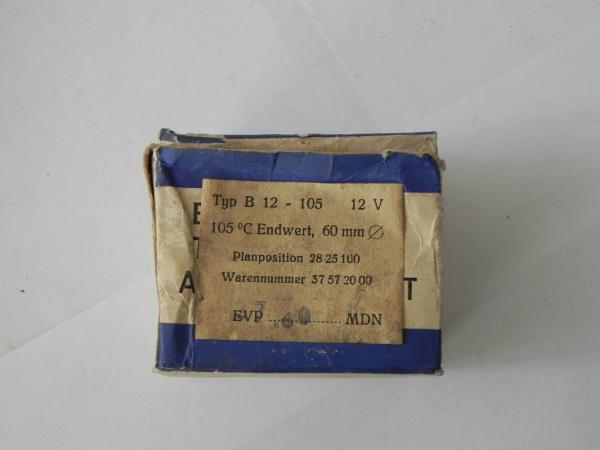 Typ B 12 - 105 12 V
105 °C Endwert, 60 mm ∅
Planposition 28 25 100
Warennummer 37 57 20 00
EVP ........ MDN